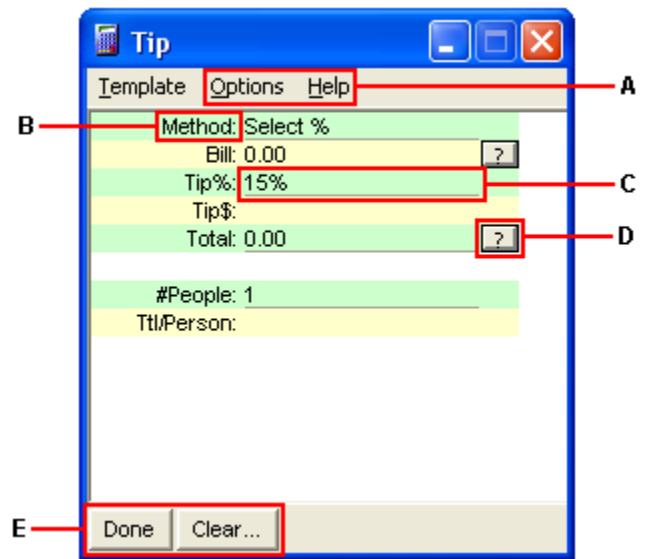 Tip
Template Options Help A
B Method: Select %
Bill: 0.00 ?
Tip%: 15% C
Tip$:
Total: 0.00 ? D
#People: 1
Ttl/Person:
E Done Clear...